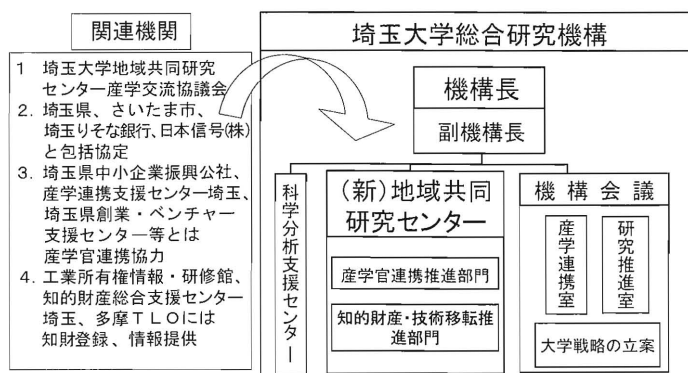 関連機関
1 埼玉大学地域共同研究
センター産学交流協議会
2. 埼玉県、さいたま市、
埼玉りそな銀行、日本信号(株)
と包括協定
3. 埼玉県中小企業振興公社、
産学連携支援センター埼玉、
埼玉県創業・ベンチャー
支援センター等とは
産学官連携協力
4. 工業所有権情報・研修館、
知的財産総合支援センター
埼玉、多摩TLOには
知財登録、情報提供
埼玉大学総合研究機構
機構長
副機構長
科学分析支援センター
(新)地域共同
研究センター
産学官連携推進部門
知的財産・技術移転推
進部門
機構会議
産学連携室
研究推進室
大学戦略の立案